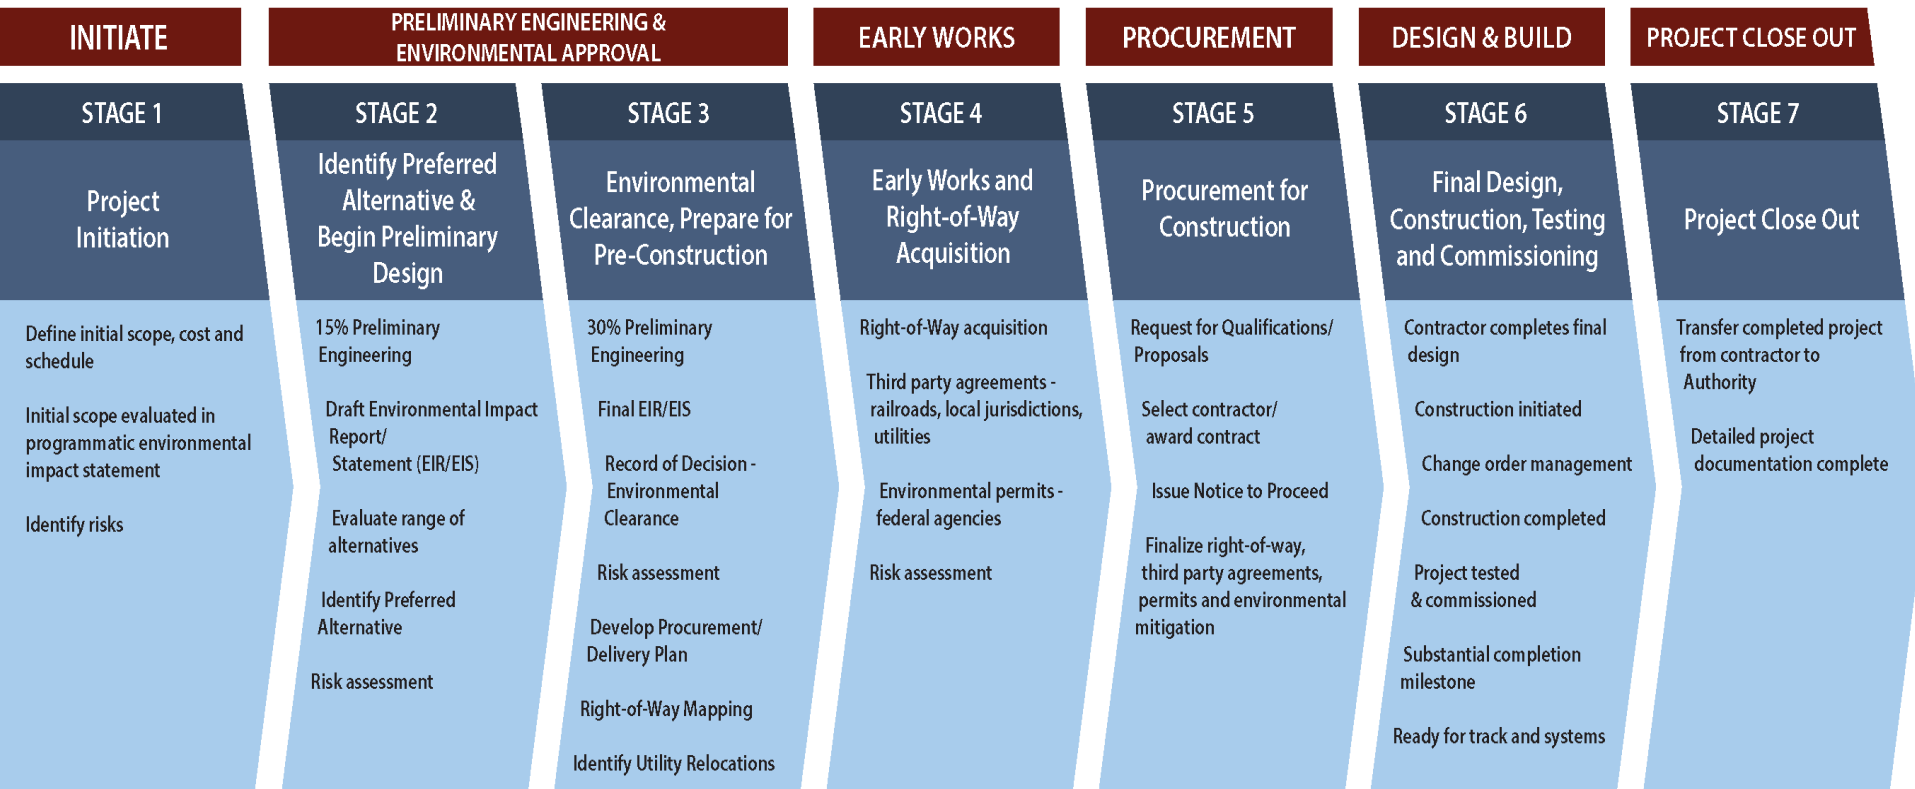 INITIATE
PRELIMINARY ENGINEERING &
ENVIRONMENTAL APPROVAL
EARLY WORKS
PROCUREMENT
DESIGN & BUILD
PROJECT CLOSE OUT
STAGE 1
Project
Initiation
Define initial scope, cost and
schedule
Initial scope evaluated in
programmatic environmental
impact statement
Identify risks
STAGE 2
Identify Preferred
Alternative &
Begin Preliminary
Design
15% Preliminary
Engineering
Draft Environmental Impact
Report/
Statement (EIR/EIS)
Evaluate range of
alternatives
Identify Preferred
Alternative
Risk assessment
STAGE 3
Environmental
Clearance, Prepare for
Pre-Construction
30% Preliminary
Engineering
Final EIR/EIS
Record of Decision -
Environmental
Clearance
Risk assessment
Develop Procurement/
Delivery Plan
Right-of-Way Mapping
Identify Utility Relocations
STAGE 4
Early Works and
Right-of-Way
Acquisition
Right-of-Way acquisition
Third party agreements -
railroads, local jurisdictions,
utilities
Environmental permits -
federal agencies
Risk assessment
STAGE 5
Procurement for
Construction
Request for Qualifications/
Proposals
Select contractor/
award contract
Issue Notice to Proceed
Finalize right-of-way,
third party agreements,
permits and environmental
mitigation
STAGE 6
Final Design,
Construction, Testing
and Commissioning
Contractor completes final
design
Construction initiated
Change order management
Construction completed
Project tested
& commissioned
Substantial completion
milestone
Ready for track and systems
STAGE 7
Project Close Out
Transfer completed project
from contractor to
Authority
Detailed project
documentation complete